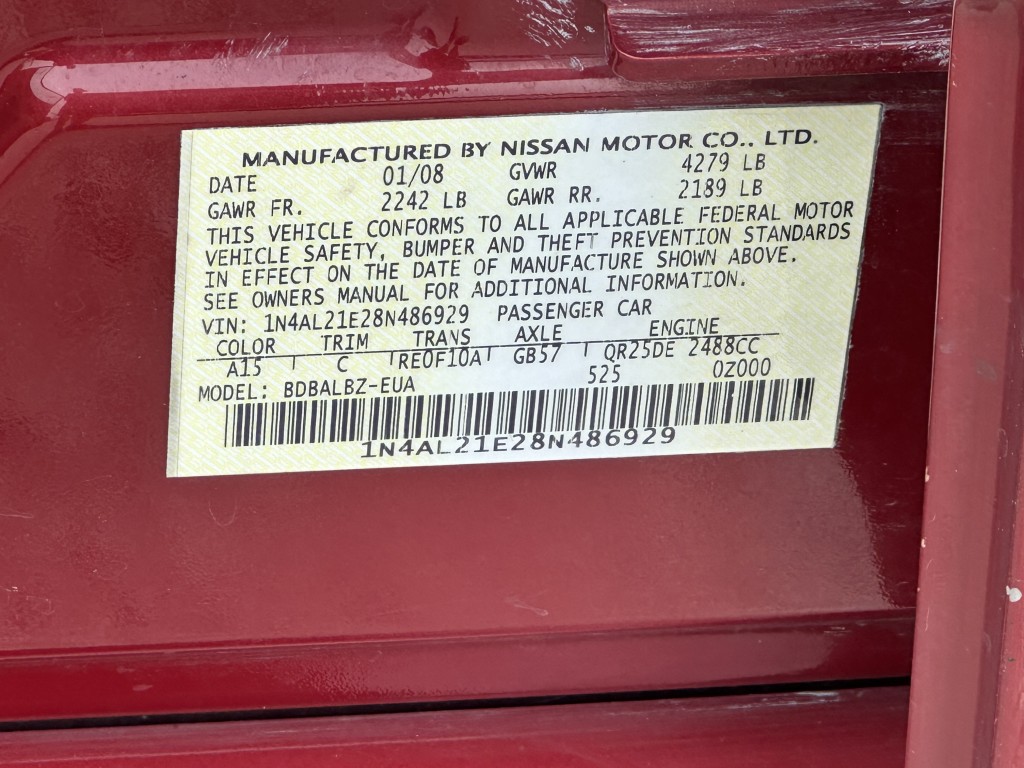 MANUFACTURED BY NISSAN MOTOR CO., LTD.
DATE 01/08 GVWR 4279 LB
GAWR FR. 2242 LB GAWR RR. 2189 LB
THIS VEHICLE CONFORMS TO ALL APPLICABLE FEDERAL MOTOR
VEHICLE SAFETY, BUMPER AND THEFT PREVENTION STANDARDS
IN EFFECT ON THE DATE OF MANUFACTURE SHOWN ABOVE.
SEE OWNERS MANUAL FOR ADDITIONAL INFORMATION.
VIN: 1N4AL21E28N486929 PASSENGER CAR
COLOR TRIM TRANS AXLE ENGINE
A15 C RE0F10A GB57 QR25DE 2488CC
525 0Z000
MODEL: BDBALBZ-EUA
1N4AL21E28N486929